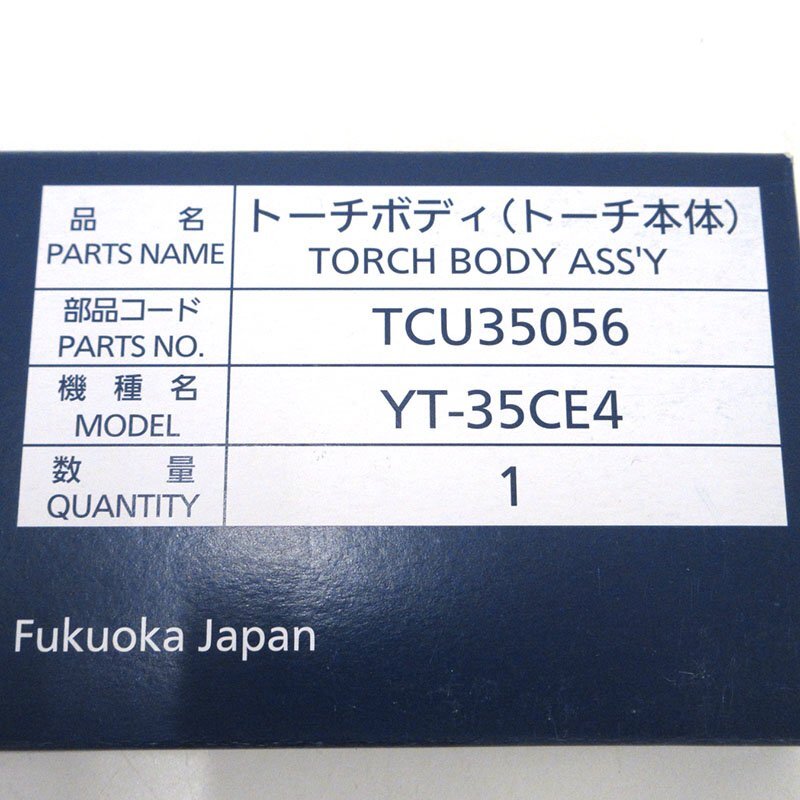 品 名
PARTS NAME
トーチボディ(トーチ本体)
TORCH BODY ASS'Y
部品コード
PARTS NO.
TCU35056
機 種 名
MODEL
YT-35CE4
数 量
QUANTITY
1
Fukuoka Japan